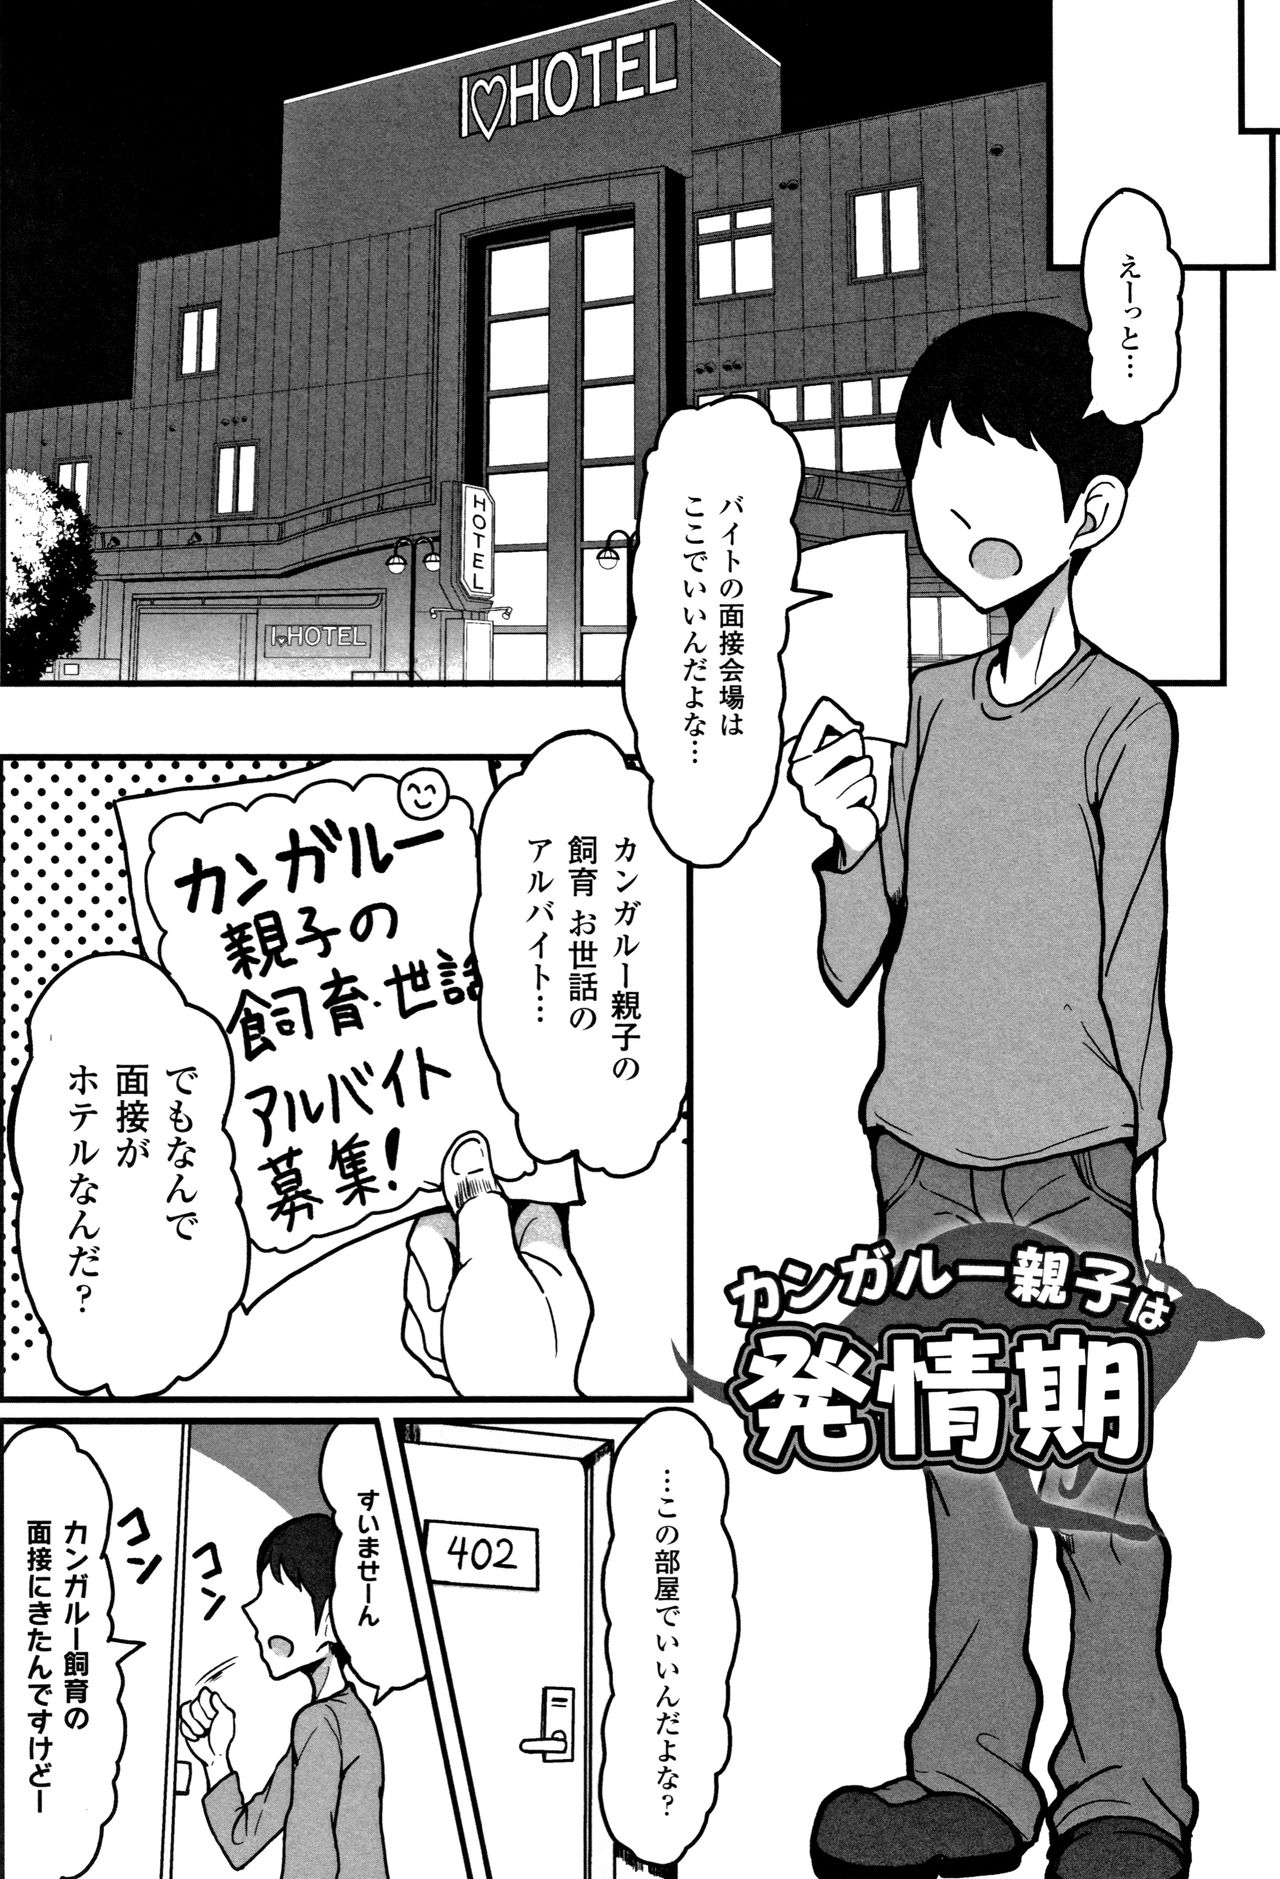 I♡HOTEL
HOTEL
I♡HOTEL
えーっと…
バイトの面接会場は
ここでいいんだよな…
カンガルー親子の
飼育 お世話の
アルバイト…
カンガルー
親子の
飼育・世話
アルバイト
募集!
でもなんで
面接が
ホテルなんだ?
カンガルー親子は
発情期
…この部屋でいいんだよな?
402
すいませーん
コン
コン
カンガルー飼育の
面接にきたんですけどー